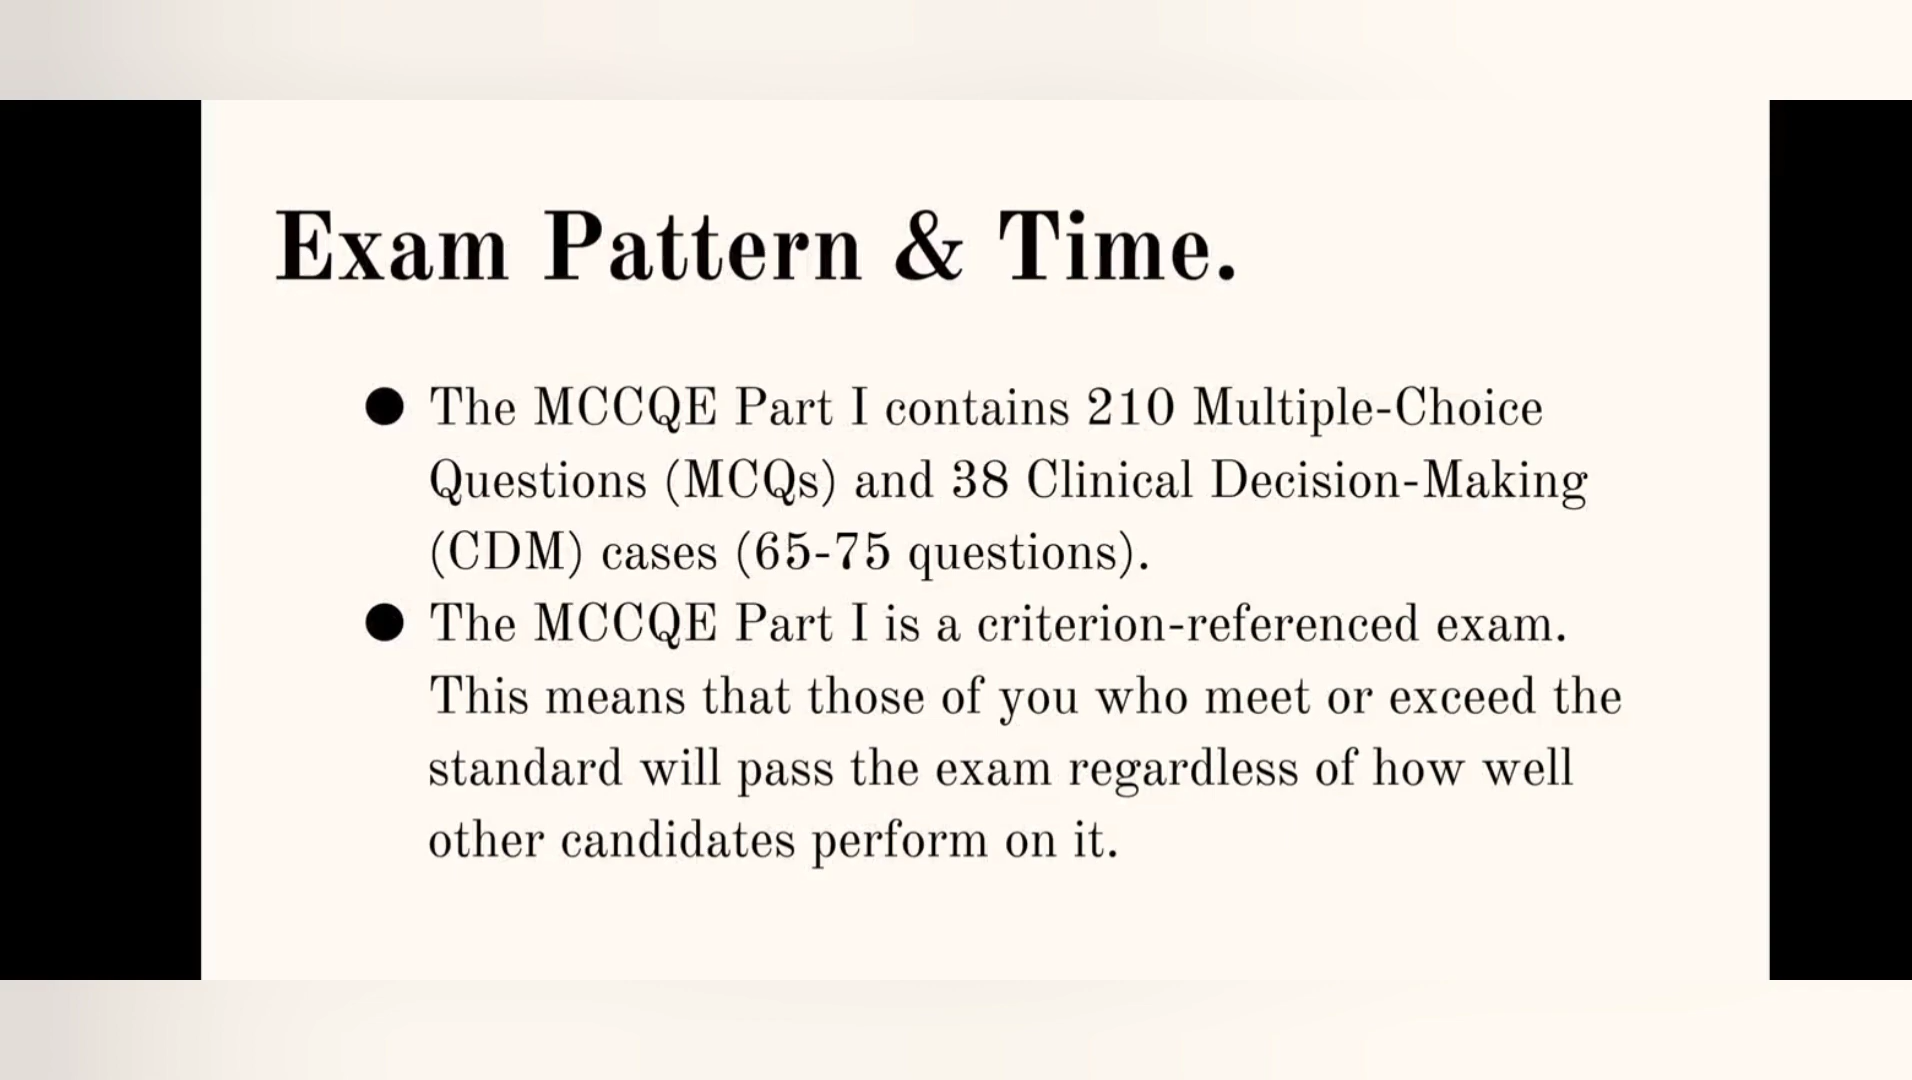 Exam Pattern & Time.
● The MCCQE Part I contains 210 Multiple-Choice
Questions (MCQs) and 38 Clinical Decision-Making
(CDM) cases (65-75 questions).
● The MCCQE Part I is a criterion-referenced exam.
This means that those of you who meet or exceed the
standard will pass the exam regardless of how well
other candidates perform on it.